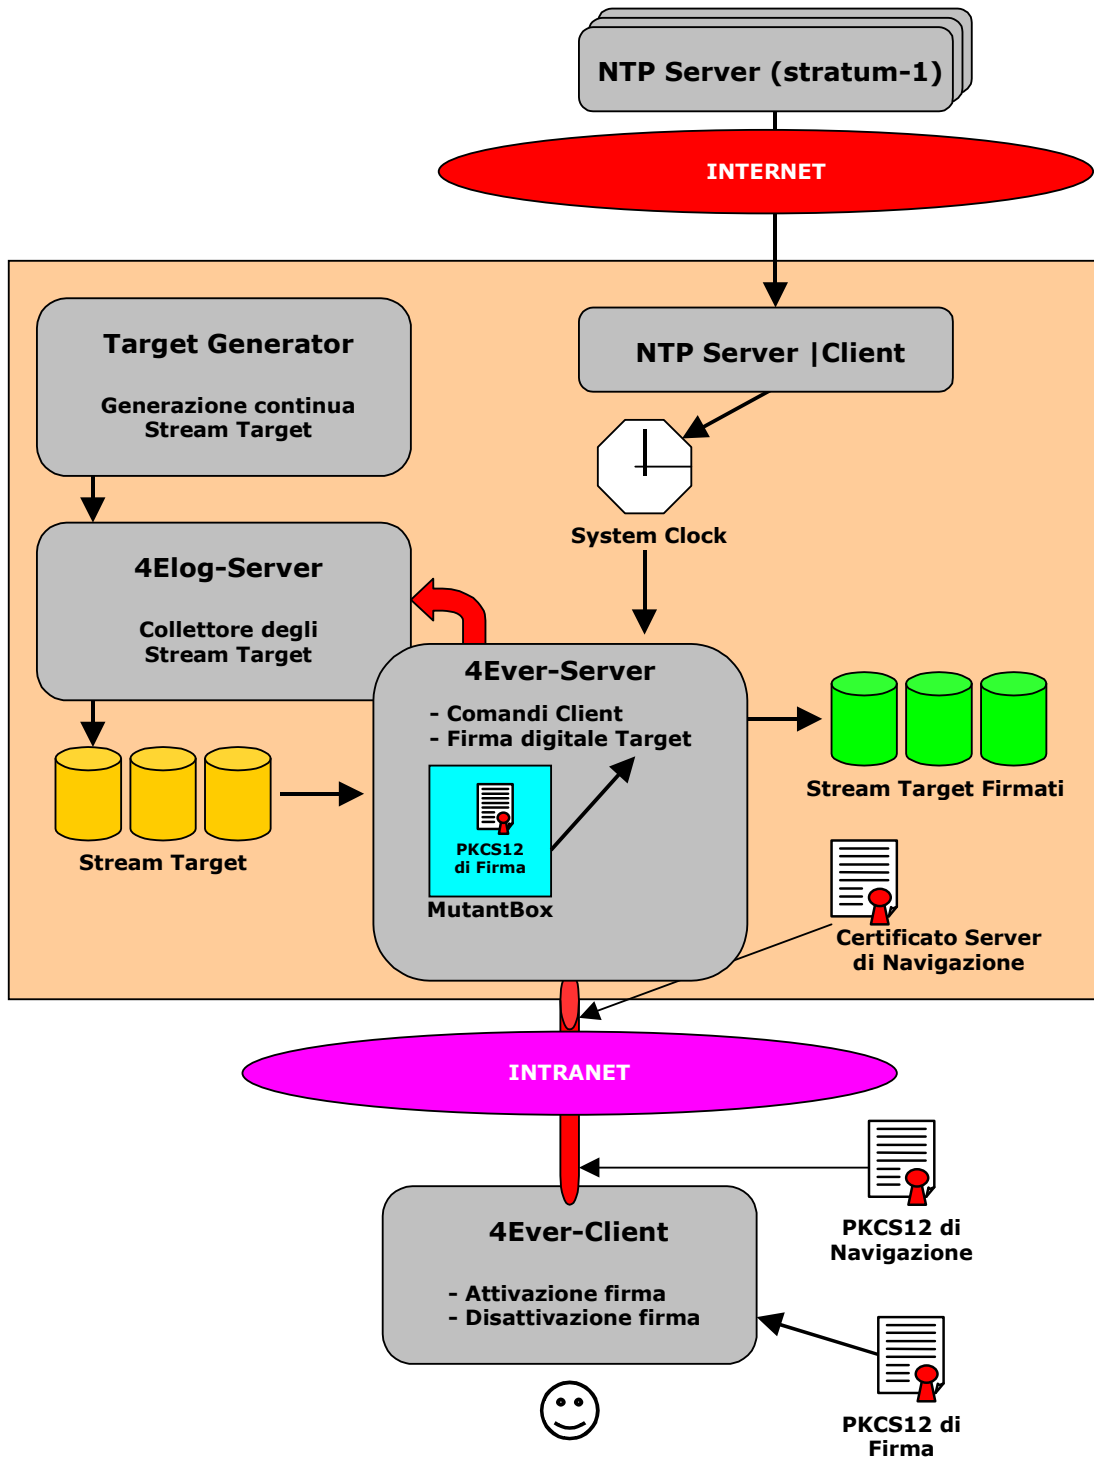 NTP Server (stratum-1)
INTERNET
Target Generator
Generazione continua
Stream Target
NTP Server |Client
System Clock
4Elog-Server
Collettore degli
Stream Target
4Ever-Server
- Comandi Client
- Firma digitale Target
PKCS12
di Firma
MutantBox
Stream Target
Stream Target Firmati
Certificato Server
di Navigazione
INTRANET
4Ever-Client
- Attivazione firma
- Disattivazione firma
PKCS12 di
Navigazione
PKCS12 di
Firma